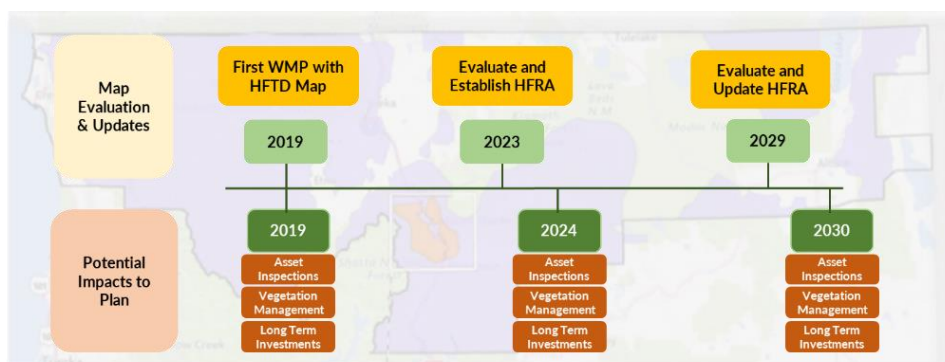 Map
Evaluation
& Updates
First WMP with
HFTD Map
Evaluate and
Establish HFRA
Evaluate and
Update HFRA
2019
2023
2029
Potential
Impacts to
Plan
2019
2024
2030
Asset
Inspections
Vegetation
Management
Long Term
Investments
Asset
Inspections
Vegetation
Management
Long Term
Investments
Asset
Inspections
Vegetation
Management
Long Term
Investments
Tulelake